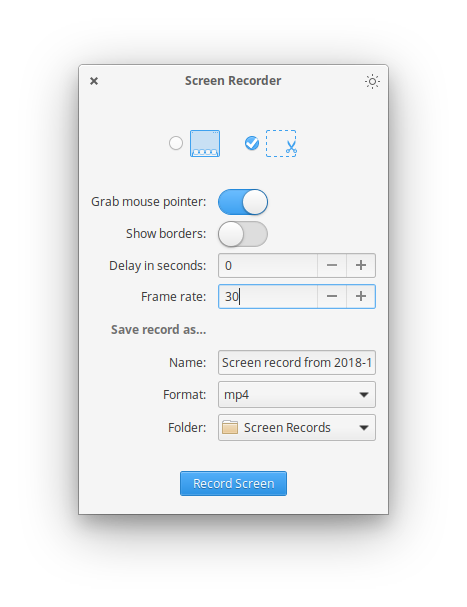 Screen Recorder
Grab mouse pointer:
Show borders:
Delay in seconds: 0
Frame rate: 30
Save record as...
Name: Screen record from 2018-1
Format: mp4
Folder: Screen Records
Record Screen